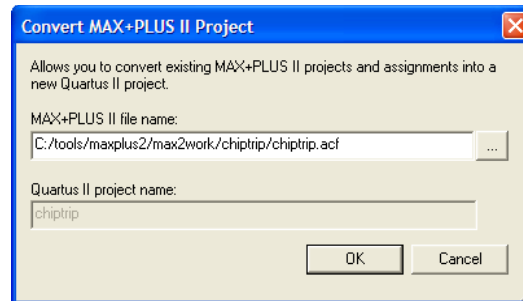 Convert MAX+PLUS II Project
Allows you to convert existing MAX+PLUS II projects and assignments into a
new Quartus II project.
MAX+PLUS II file name:
C:/tools/maxplus2/max2work/chiptrip/chiptrip.acf
...
Quartus II project name:
chiptrip
OK
Cancel